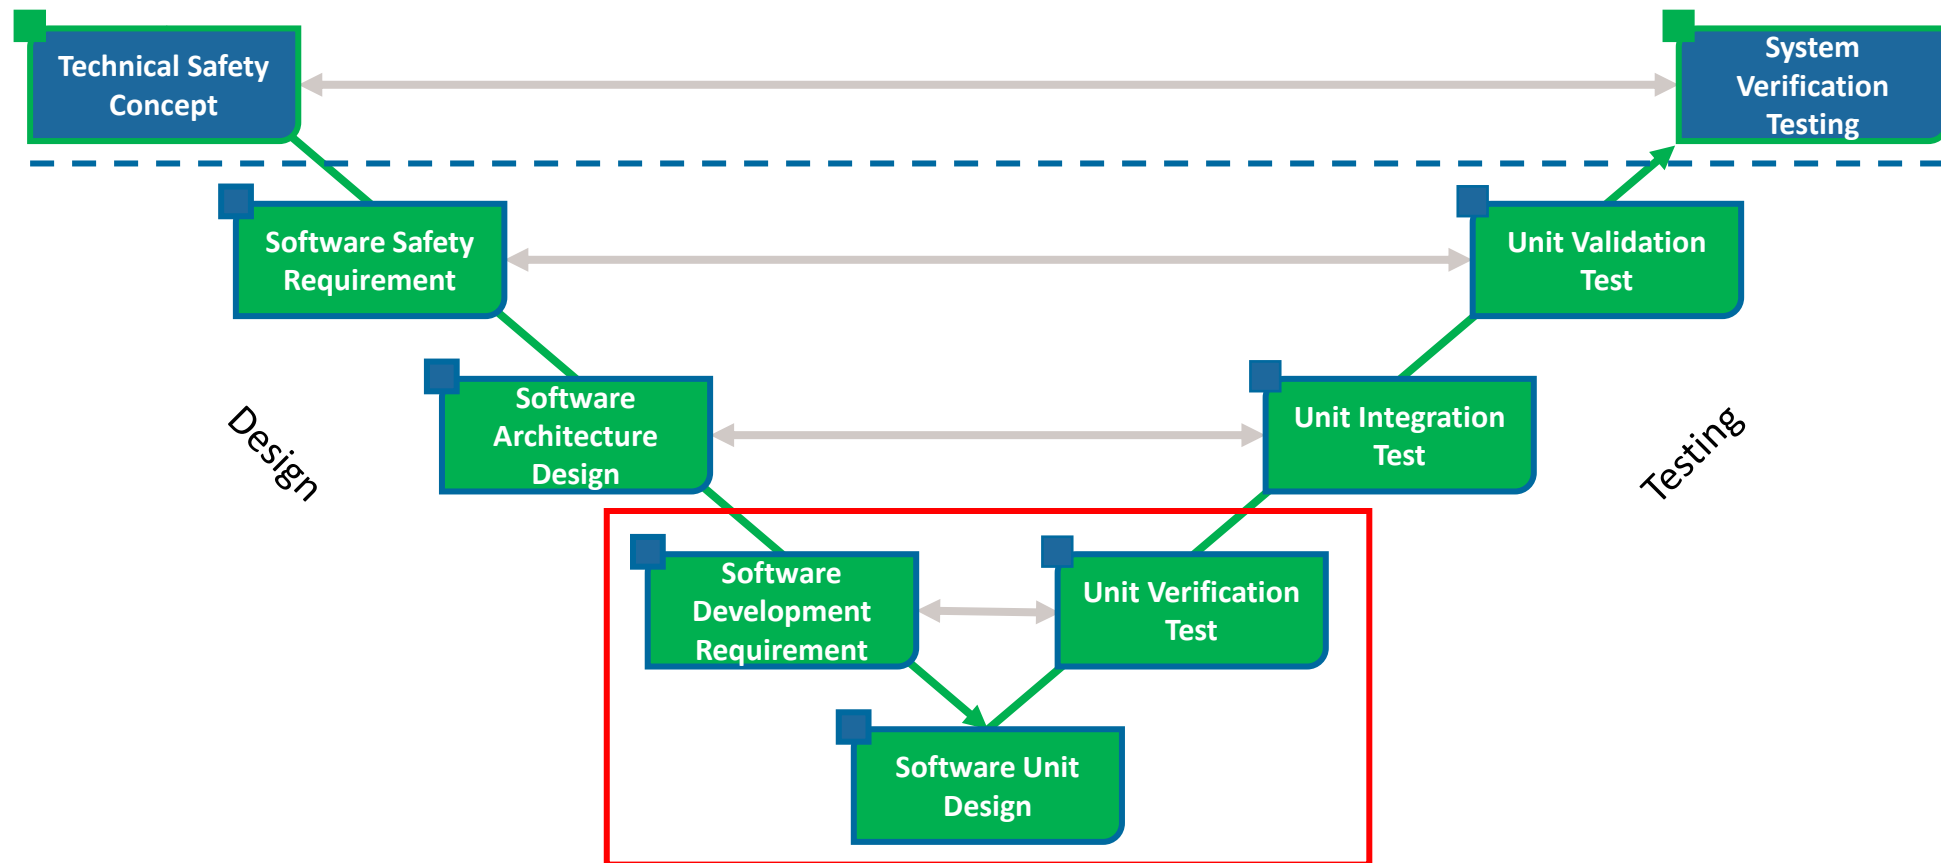 Technical Safety
Concept
System
Verification
Testing
Software Safety
Requirement
Unit Validation
Test
Software
Architecture
Design
Unit Integration
Test
Design
Testing
Software
Development
Requirement
Unit Verification
Test
Software Unit
Design